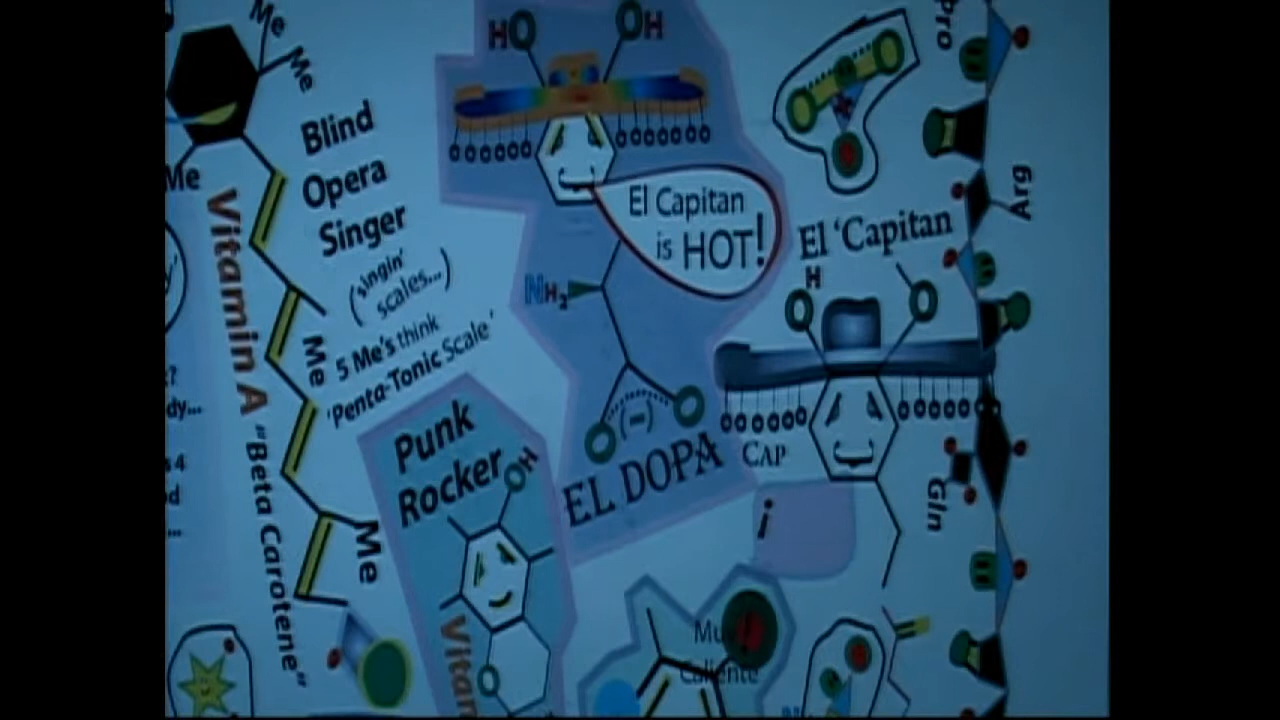 Me
Me
Blind
Opera
Singer
(singin'
scales...)
5 Me's think
'Penta-Tonic Scale'
Me
Vitamin A
"Beta Carotene"
Me
Me
HO
OH
El Capitan
is HOT!
NH2
O
O
(-)
EL DOPA
Punk
Rocker
OH
O
El 'Capitan
H
O
O
CAP
¡
Caliente
Pro
Arg
Gln
?
dy...
4
d
...